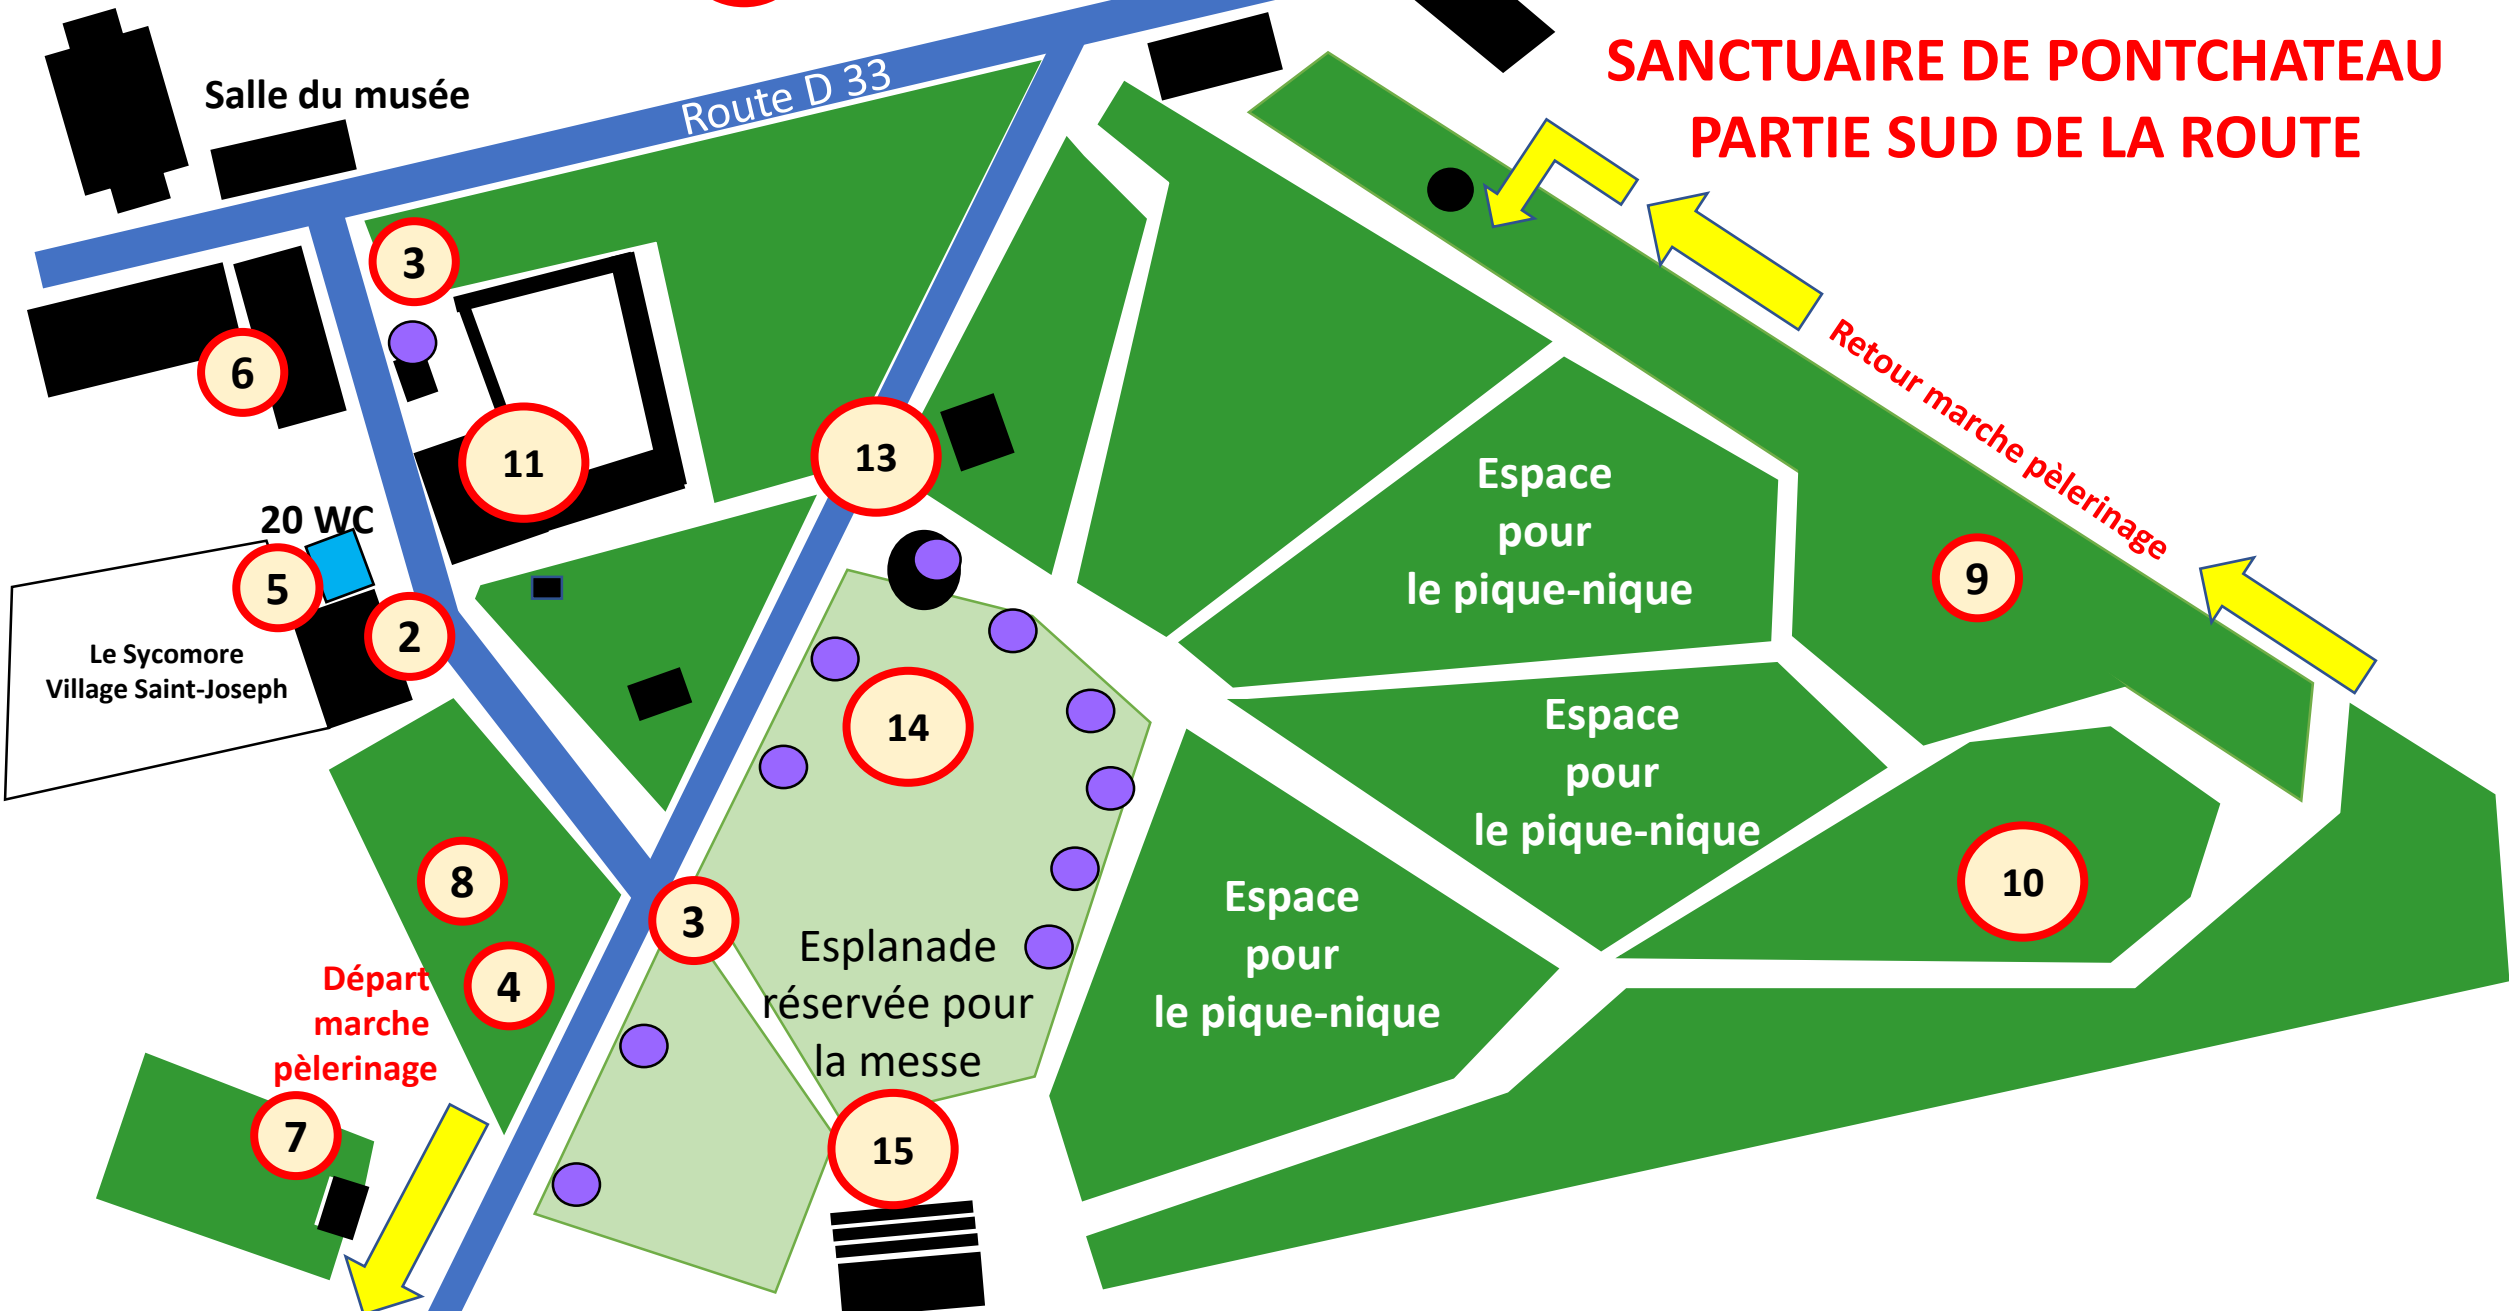 SANCTUAIRE DE PONTCHATEAU
PARTIE SUD DE LA ROUTE
Salle du musée
Route D 33
3
6
11
13
20 WC
5
2
Le Sycomore
Village Saint-Joseph
Retour marche pèlerinage
Espace
pour
le pique-nique
9
14
Espace
pour
le pique-nique
8
3
4
10
Esplanade
réservée pour
la messe
Espace
pour
le pique-nique
Départ
marche
pèlerinage
7
15